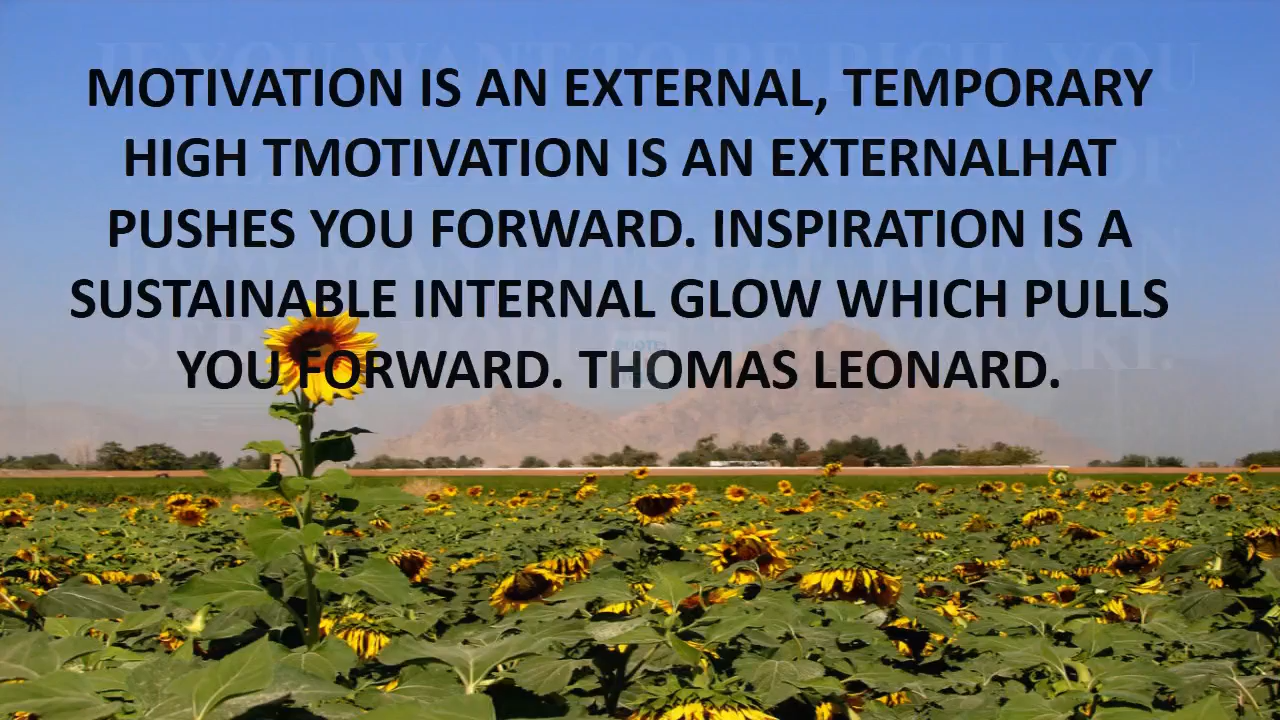 MOTIVATION IS AN EXTERNAL, TEMPORARY
HIGH TMOTIVATION IS AN EXTERNALHAT
PUSHES YOU FORWARD. INSPIRATION IS A
SUSTAINABLE INTERNAL GLOW WHICH PULLS
YOU FORWARD. THOMAS LEONARD.